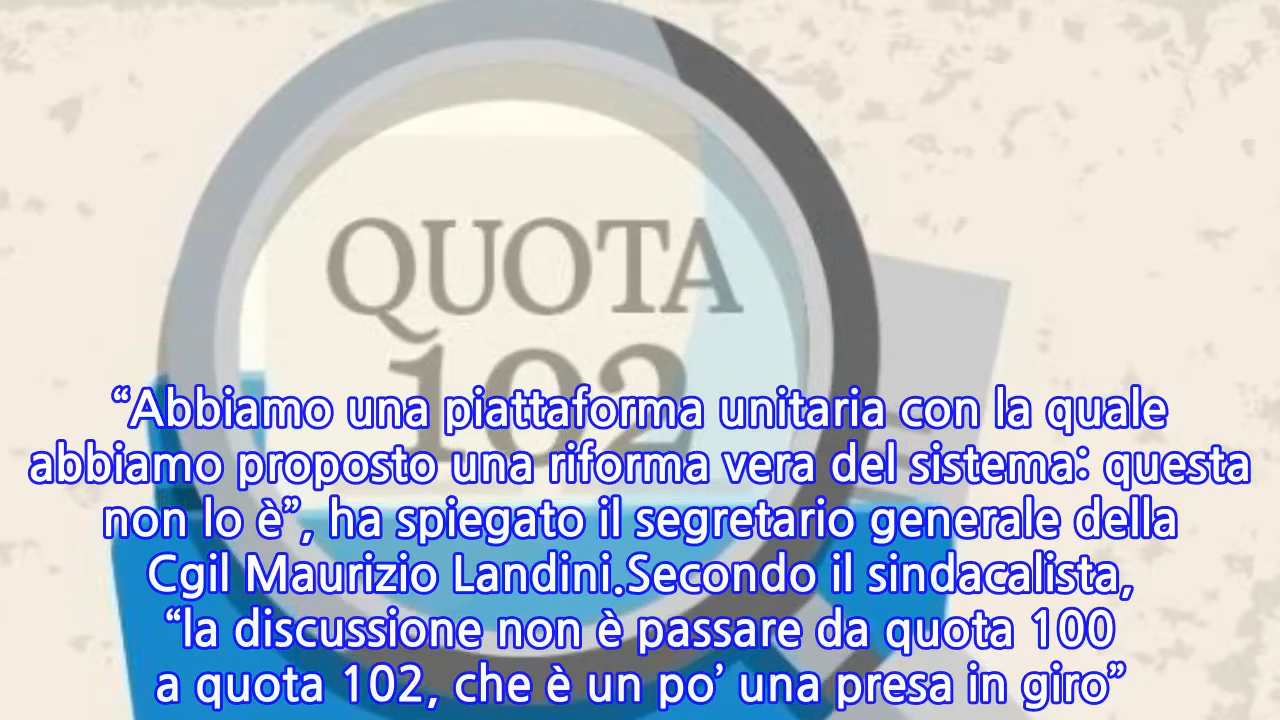 QUOTA
102
“Abbiamo una piattaforma unitaria con la quale
abbiamo proposto una riforma vera del sistema: questa
non lo è”, ha spiegato il segretario generale della
Cgil Maurizio Landini.Secondo il sindacalista,
“la discussione non è passare da quota 100
a quota 102, che è un po’ una presa in giro”